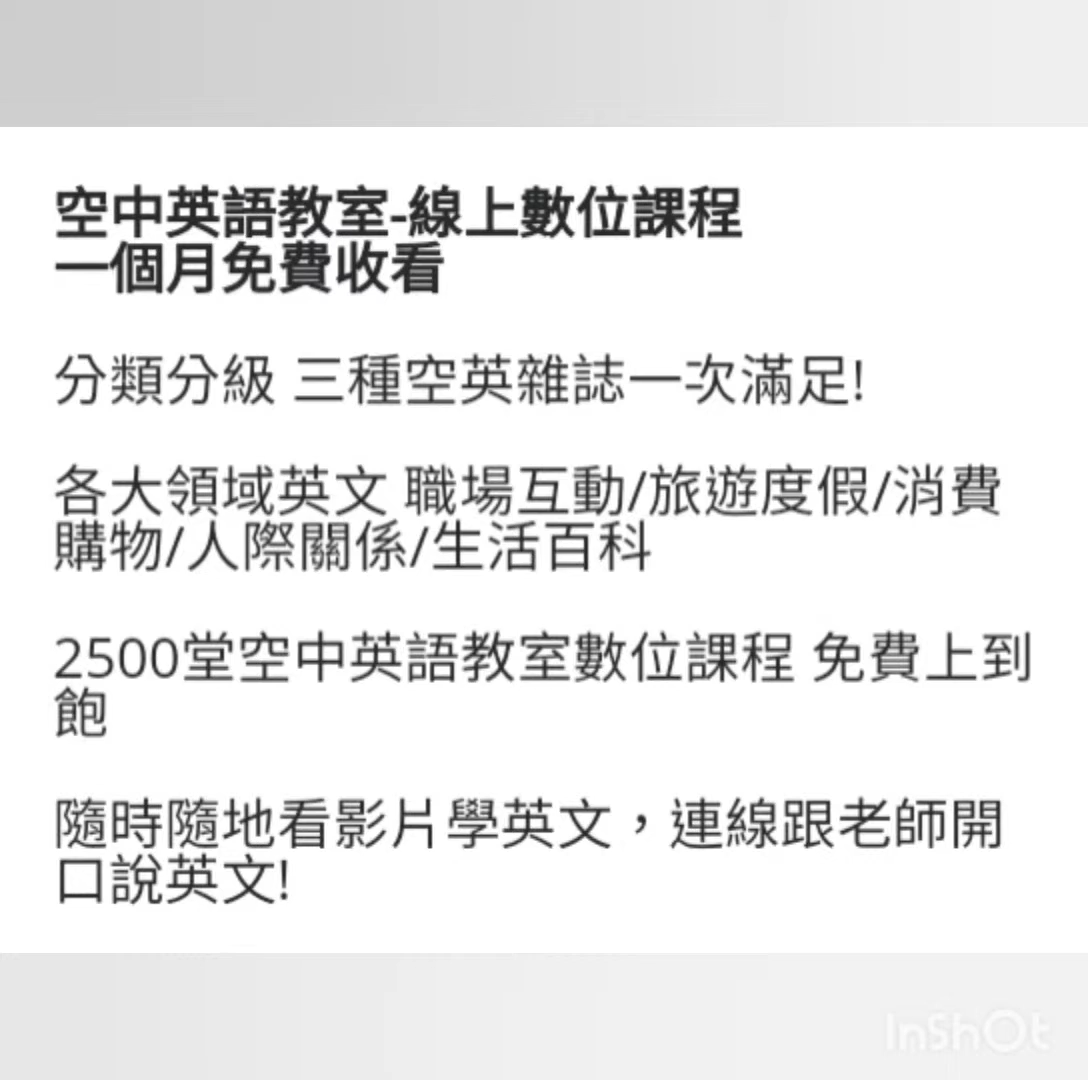 空中英語教室-線上數位課程
一個月免費收看
分類分級 三種空英雜誌一次滿足!
各大領域英文 職場互動/旅遊度假/消費
購物/人際關係/生活百科
2500堂空中英語教室數位課程 免費上到
飽
隨時隨地看影片學英文，連線跟老師開
口說英文!
InShOt